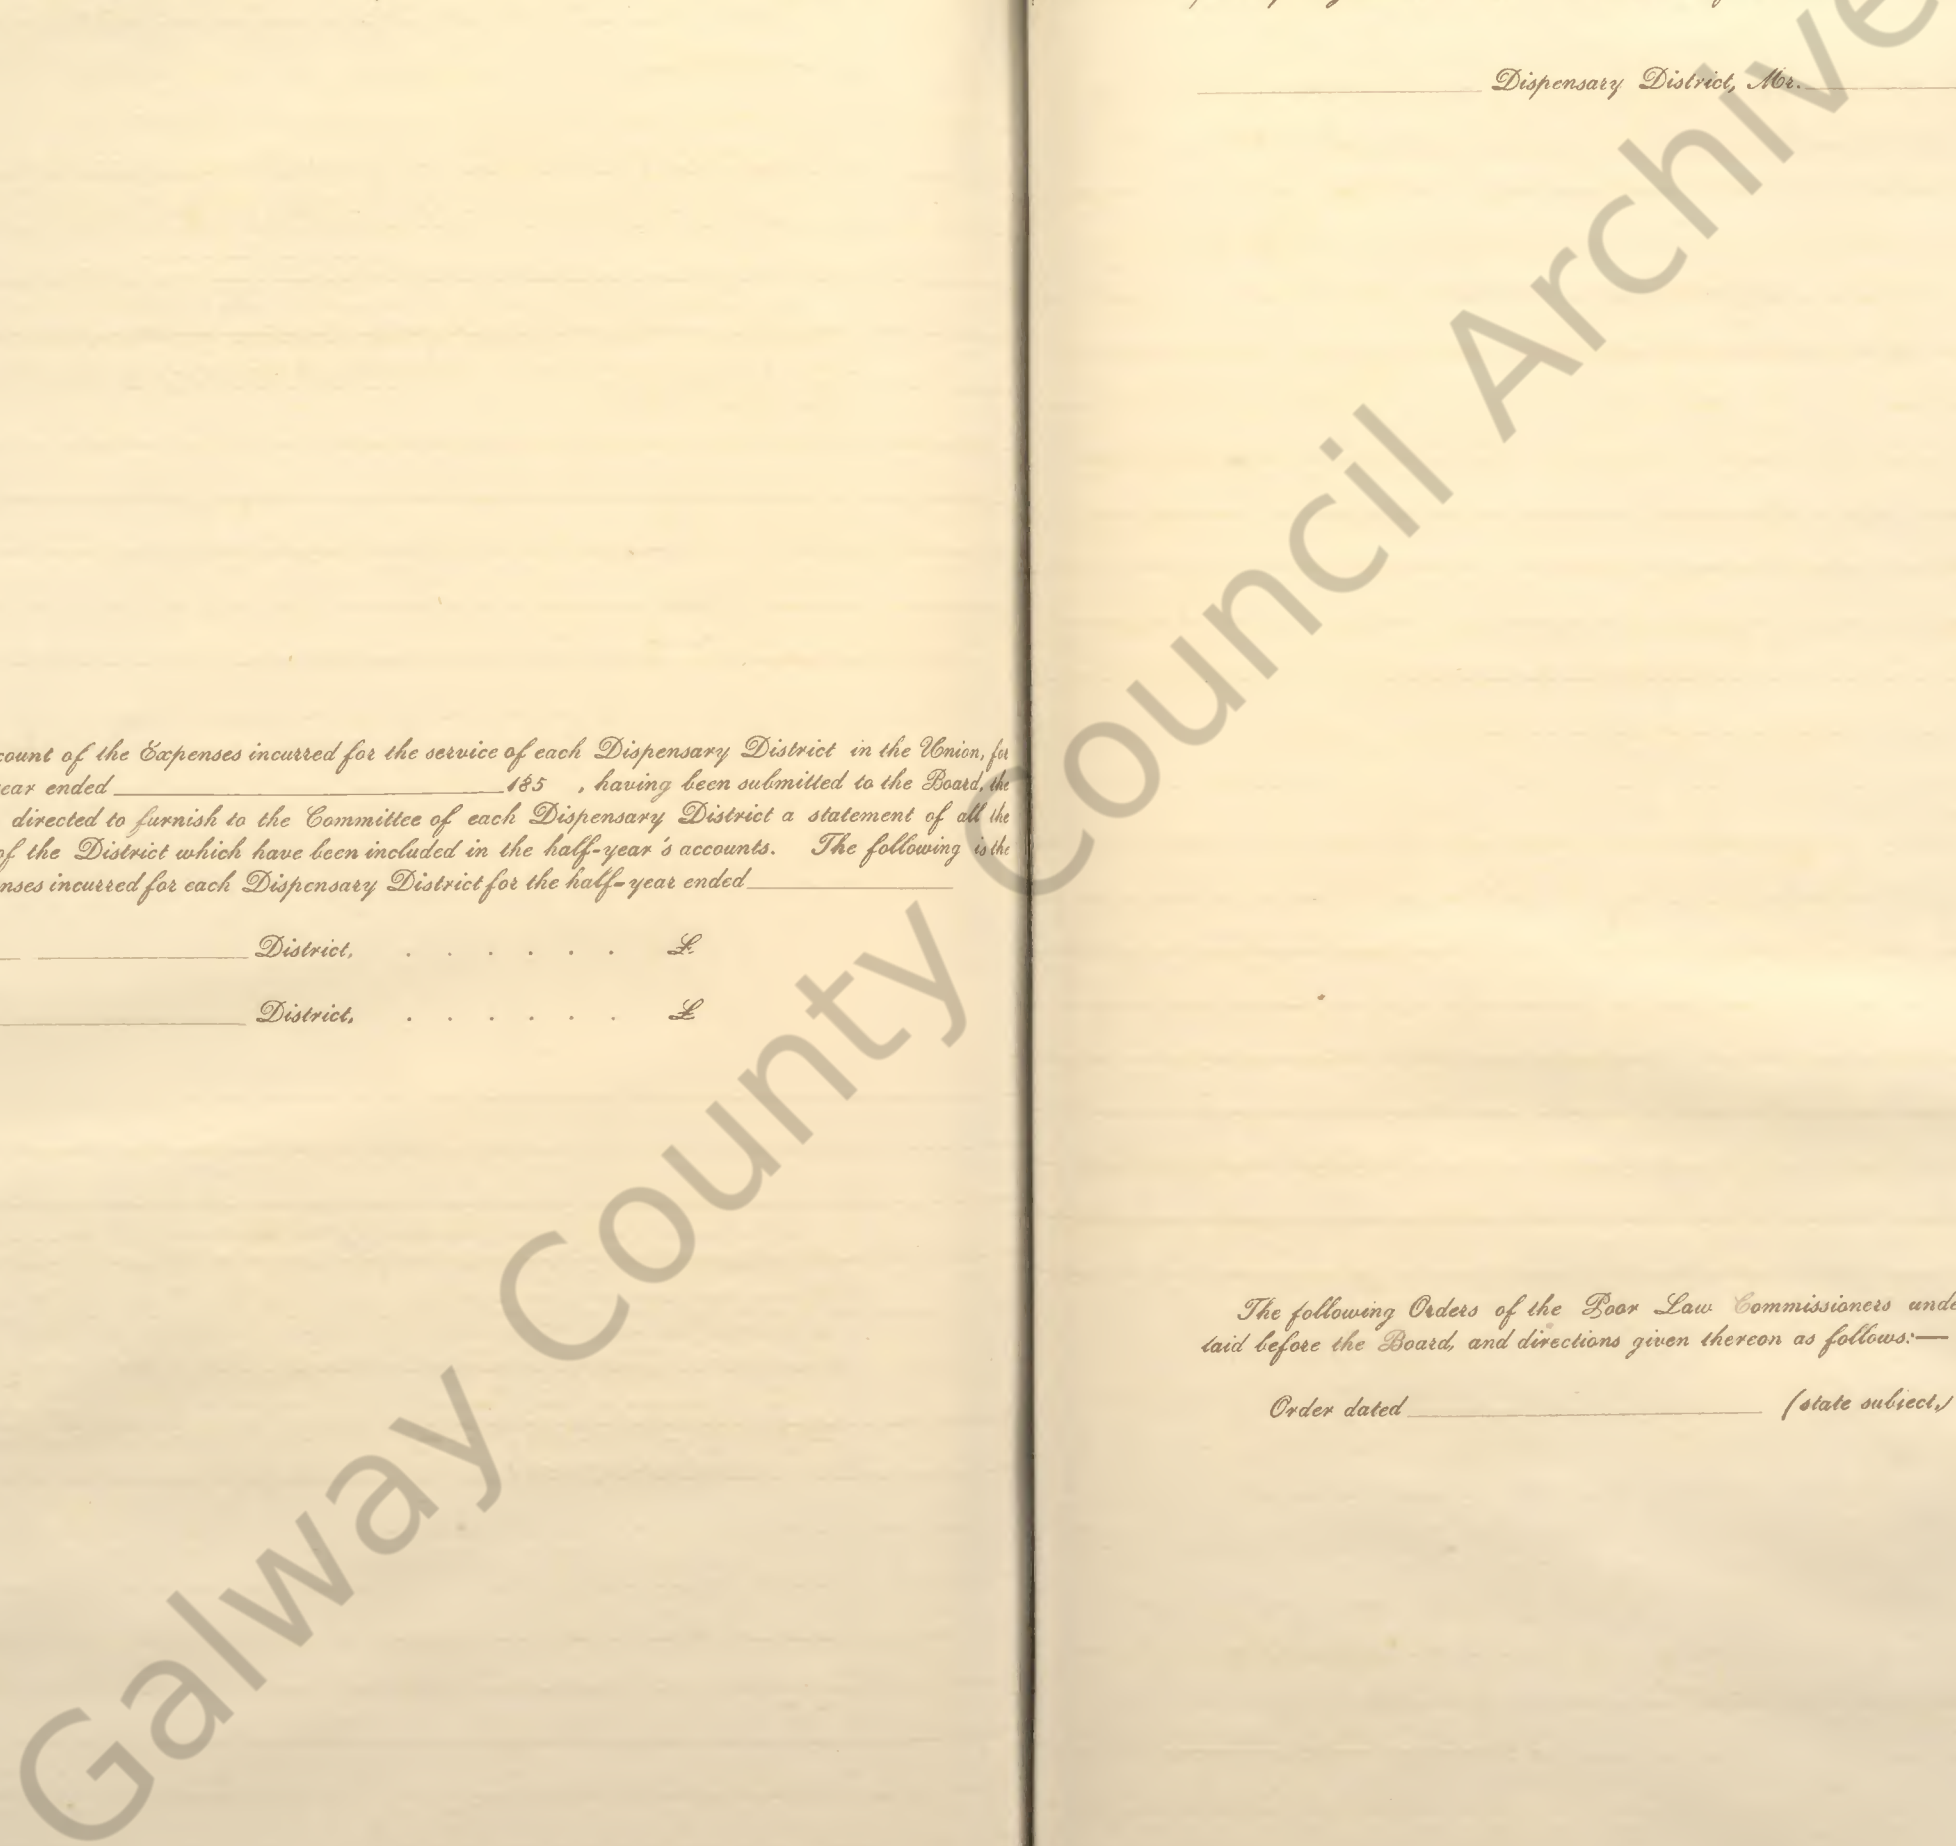 count of the Expenses incurred for the service of each Dispensary District in the Union, for
ear ended 185 , having been submitted to the Board, the
directed to furnish to the Committee of each Dispensary District a statement of all the
of the District which have been included in the half-year's accounts. The following is the
nses incurred for each Dispensary District for the half-year ended
District, . . . . . . £
District, . . . . . . £
Dispensary District, Mr.
The following Orders of the Poor Law Commissioners unde
laid before the Board, and directions given thereon as follows:—
Order dated (state subject,)
Galway County Council Archive